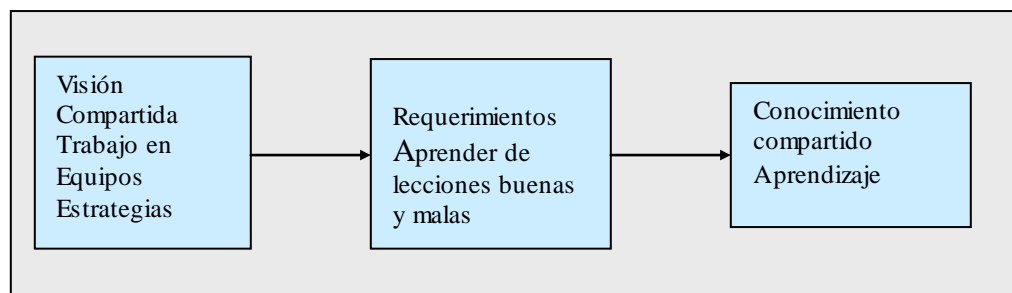 Visión
Compartida
Trabajo en
Equipos
Estrategias
Requerimientos
Aprender de
lecciones buenas
y malas
Conocimiento
compartido
Aprendizaje